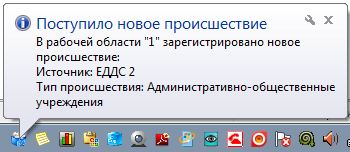 Поступило новое происшествие
В рабочей области "1" зарегистрировано новое
происшествие:
Источник: ЕДДС 2
Тип происшествия: Административно-общественные
учреждения